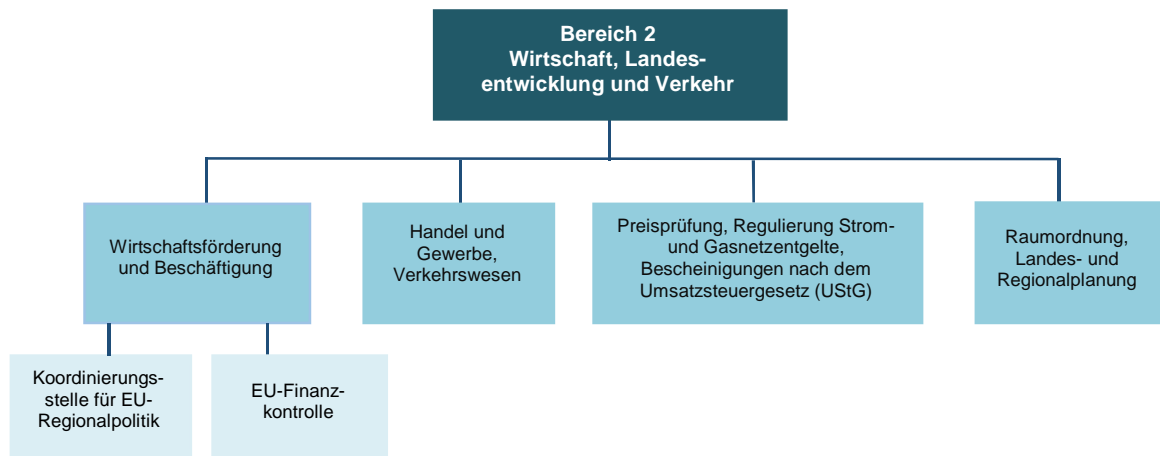 Bereich 2
Wirtschaft, Landes-
entwicklung und Verkehr
Wirtschaftsförderung
und Beschäftigung
Handel und
Gewerbe,
Verkehrswesen
Preisprüfung, Regulierung Strom-
und Gasnetzentgelte,
Bescheinigungen nach dem
Umsatzsteuergesetz (UStG)
Raumordnung,
Landes- und
Regionalplanung
Koordinierungs-
stelle für EU-
Regionalpolitik
EU-Finanz-
kontrolle